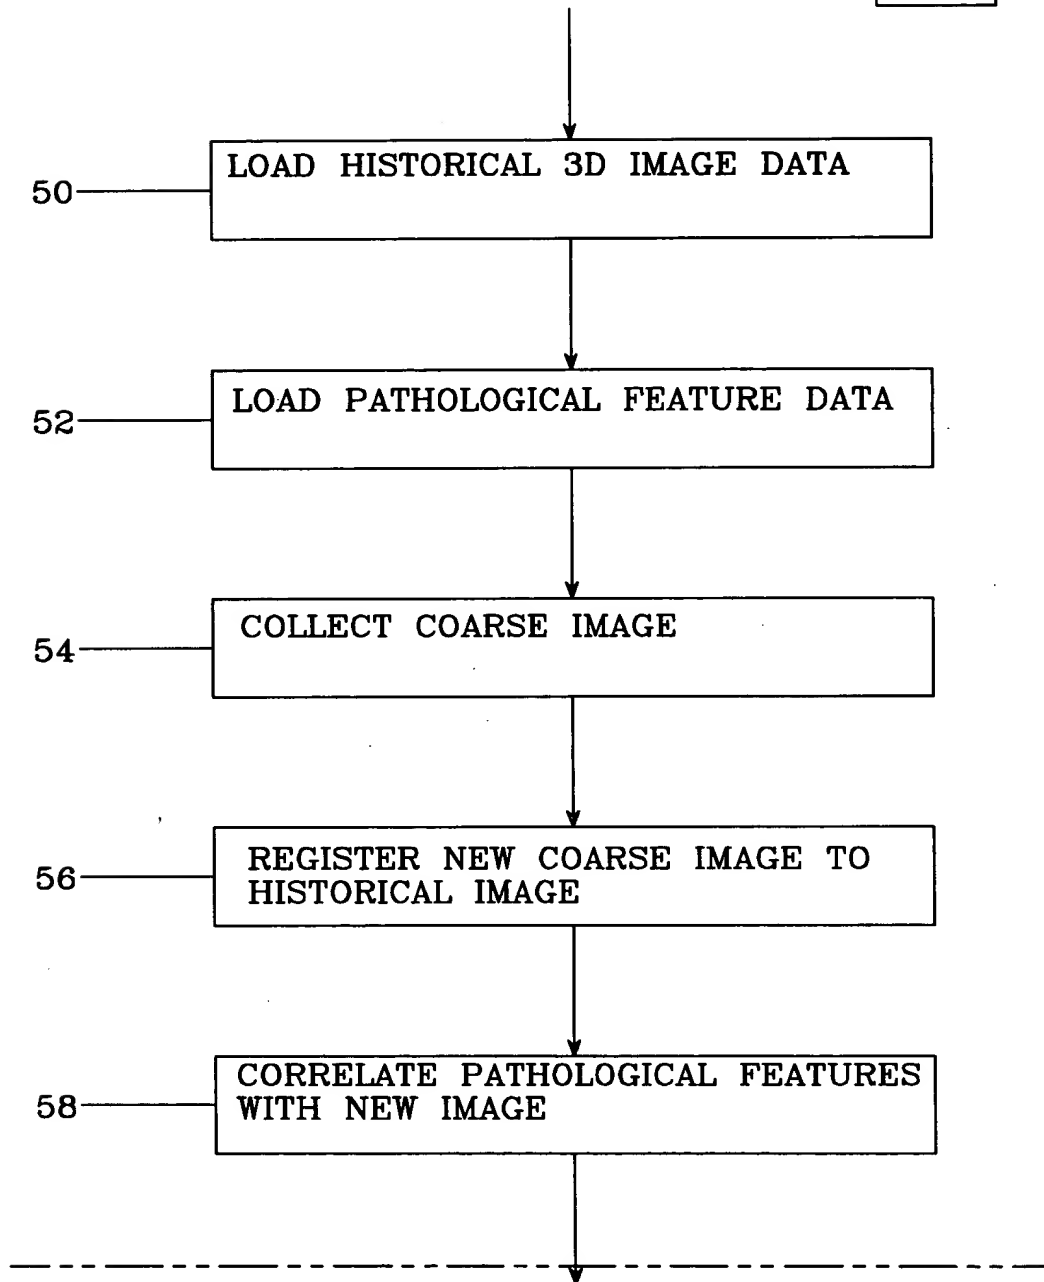 LOAD HISTORICAL 3D IMAGE DATA
50
LOAD PATHOLOGICAL FEATURE DATA
52
COLLECT COARSE IMAGE
54
REGISTER NEW COARSE IMAGE TO
HISTORICAL IMAGE
56
CORRELATE PATHOLOGICAL FEATURES
WITH NEW IMAGE
58